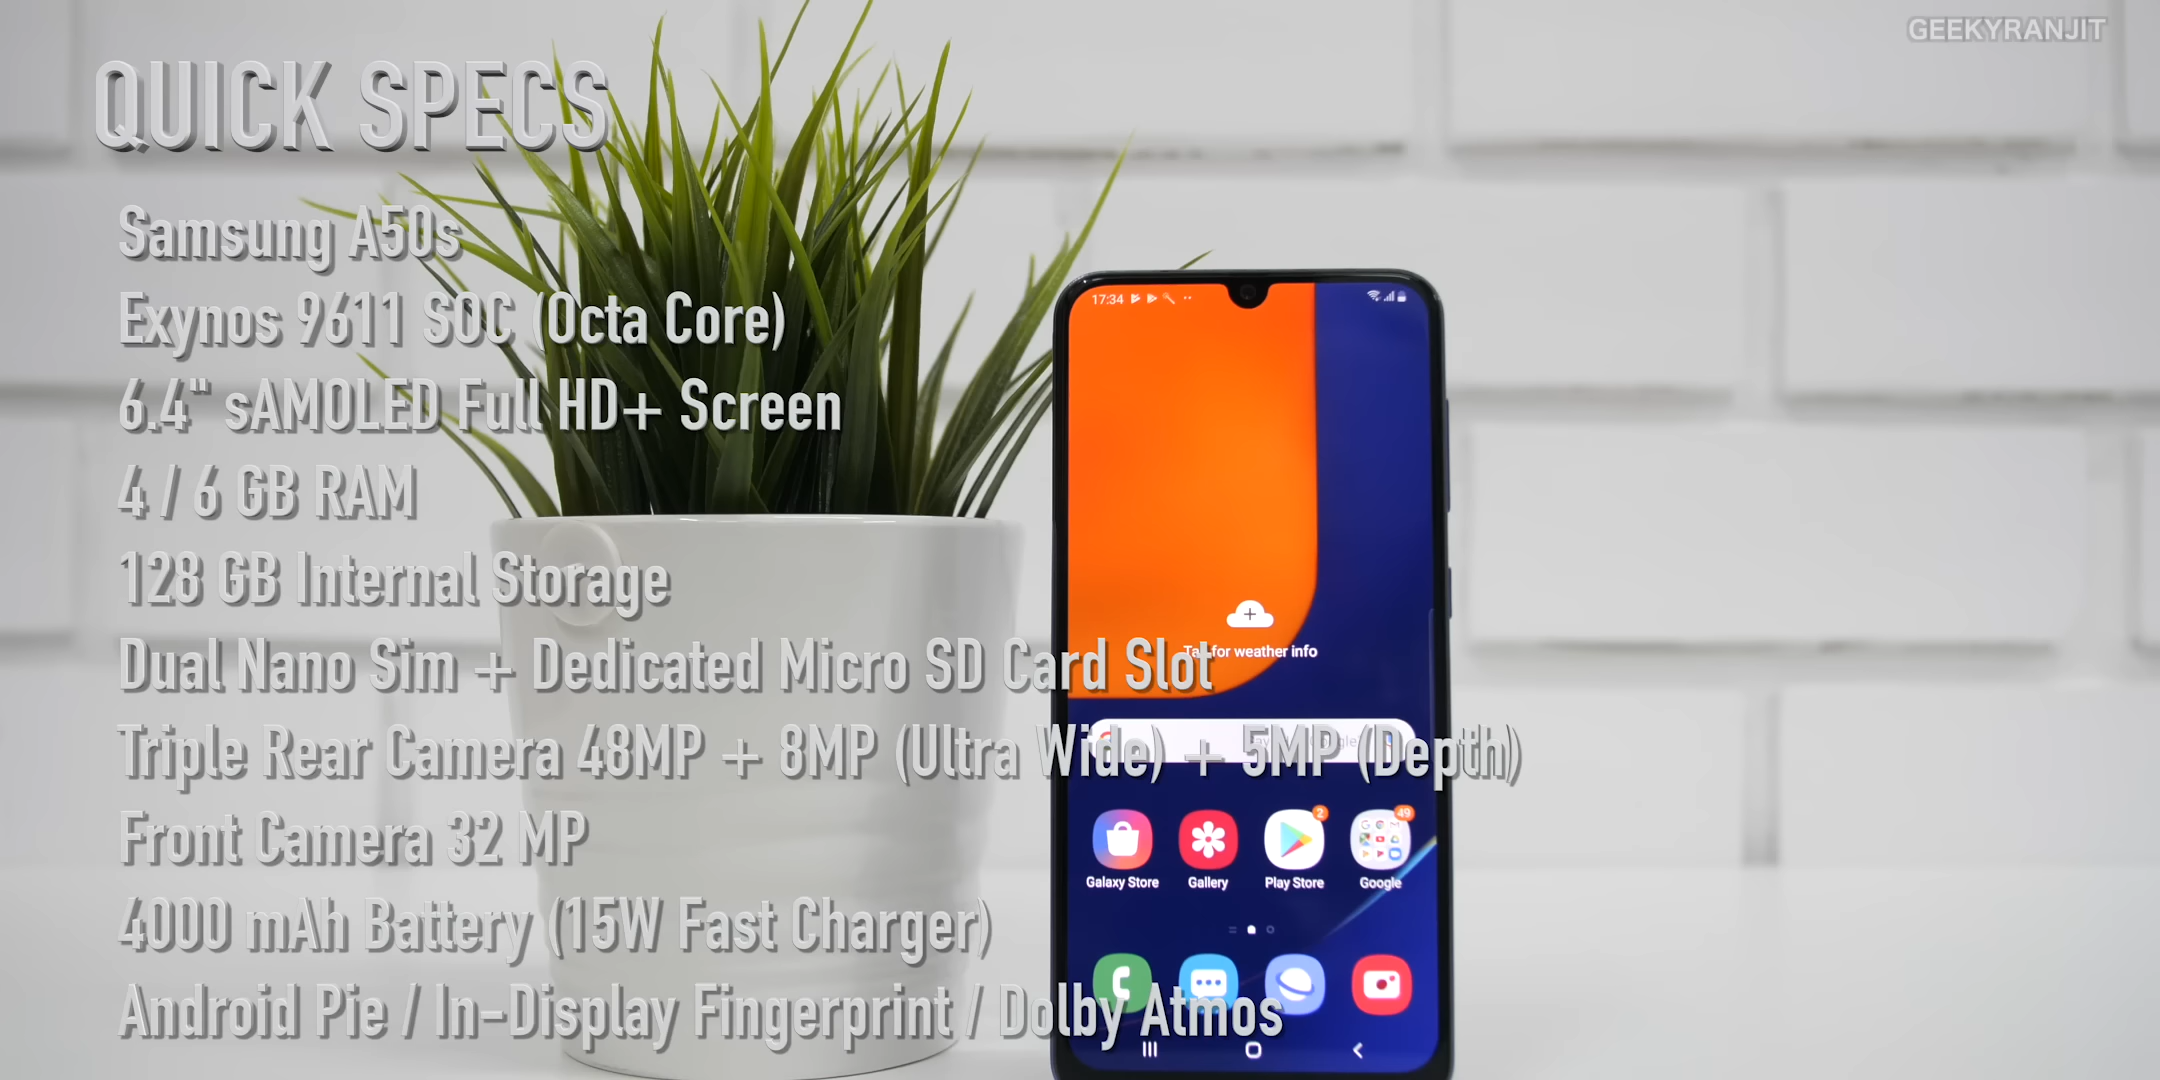 GEEKYRANJIT
QUICK SPECS
Samsung A50s
Exynos 9611 SOC (Octa Core)
6.4" sAMOLED Full HD+ Screen
4 / 6 GB RAM
128 GB Internal Storage
Dual Nano Sim + Dedicated Micro SD Card Slot
Triple Rear Camera 48MP + 8MP (Ultra Wide) + 5MP (Depth)
Front Camera 32 MP
4000 mAh Battery (15W Fast Charger)
Android Pie / In-Display Fingerprint / Dolby Atmos
17:34
Tap for weather info
2
49
Galaxy Store
Gallery
Play Store
Google